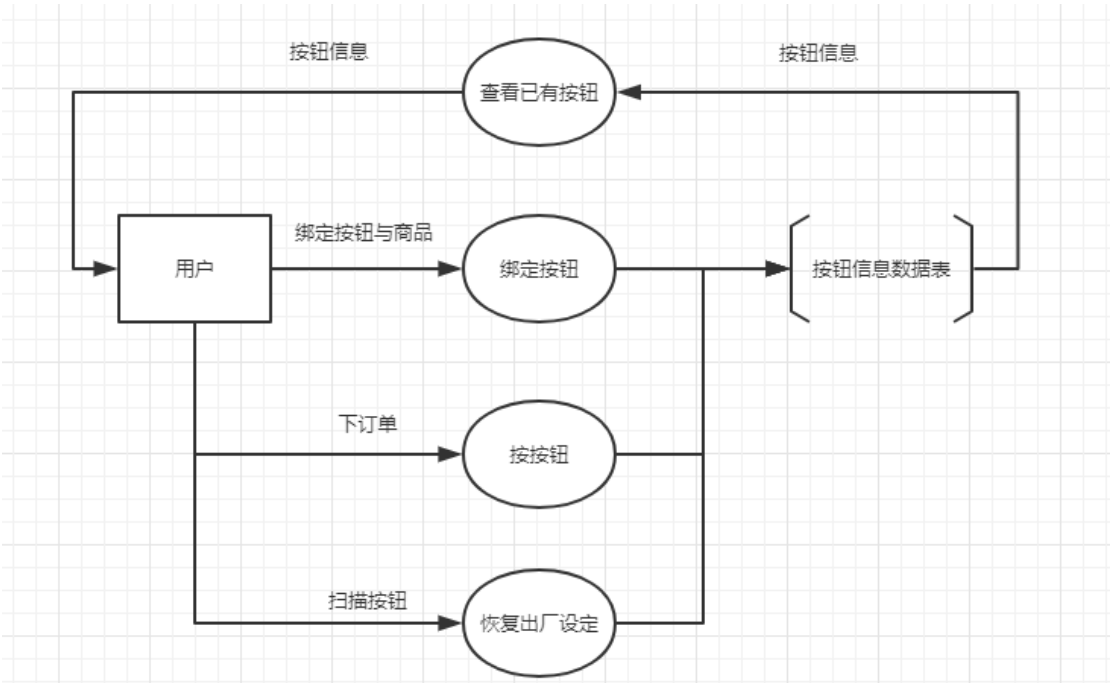 按钮信息
按钮信息
查看已有按钮
绑定按钮与商品
用户
绑定按钮
按钮信息数据表
下订单
按按钮
扫描按钮
恢复出厂设定